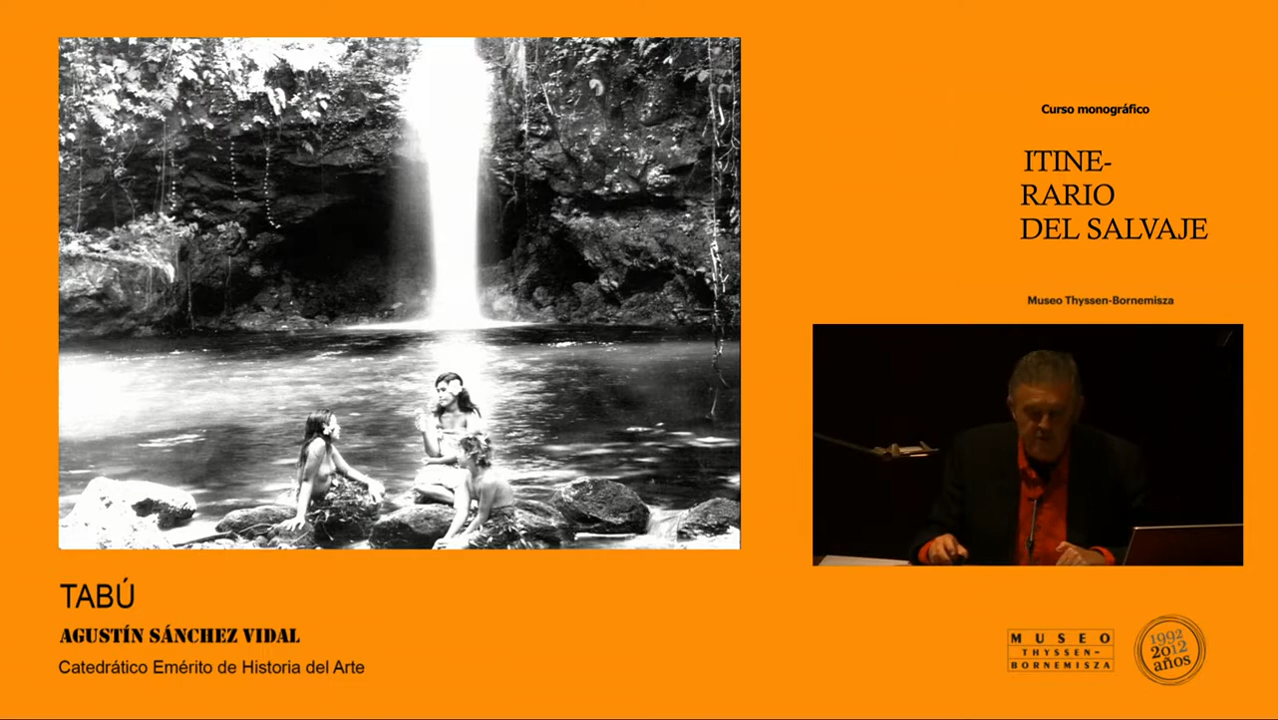 Curso monográfico
ITINE-
RARIO
DEL SALVAJE
Museo Thyssen-Bornemisza
TABÚ
AGUSTÍN SÁNCHEZ VIDAL
Catedrático Emérito de Historia del Arte
MUSEO
THYSSEN-
BORNEMISZA
1992
2012
años